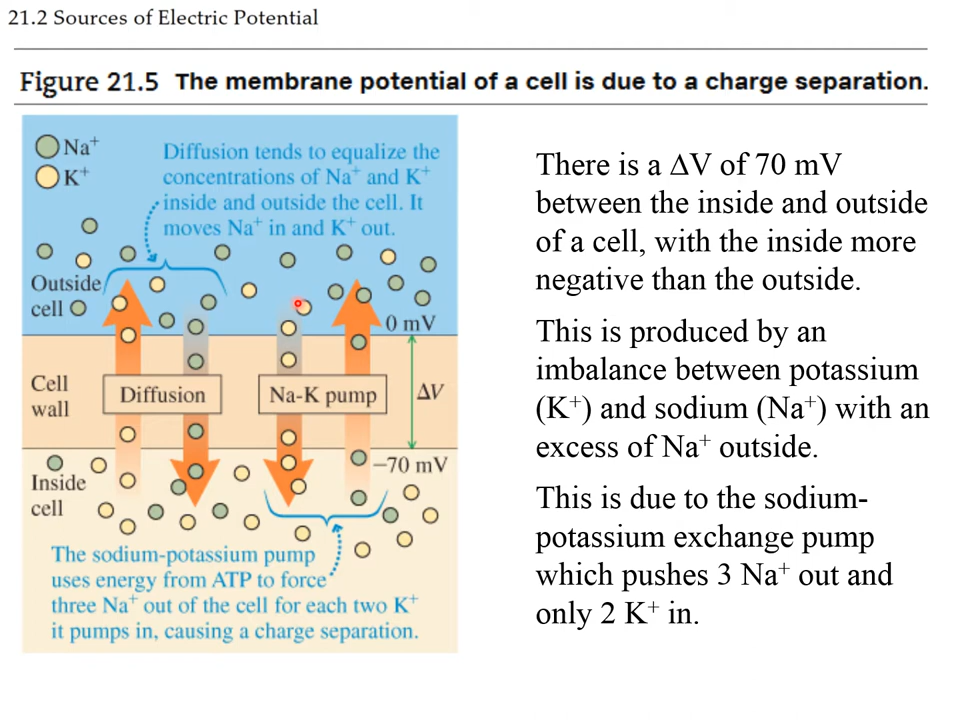 21.2 Sources of Electric Potential
Figure 21.5 The membrane potential of a cell is due to a charge separation.
Na⁺
K⁺
Diffusion tends to equalize the
concentrations of Na⁺ and K⁺
inside and outside the cell. It
moves Na⁺ in and K⁺ out.
Outside
cell
0 mV
Cell
wall
Diffusion
Na-K pump
ΔV
−70 mV
Inside
cell
The sodium-potassium pump
uses energy from ATP to force
three Na⁺ out of the cell for each two K⁺
it pumps in, causing a charge separation.
There is a ΔV of 70 mV
between the inside and outside
of a cell, with the inside more
negative than the outside.
This is produced by an
imbalance between potassium
(K⁺) and sodium (Na⁺) with an
excess of Na⁺ outside.
This is due to the sodium-
potassium exchange pump
which pushes 3 Na⁺ out and
only 2 K⁺ in.